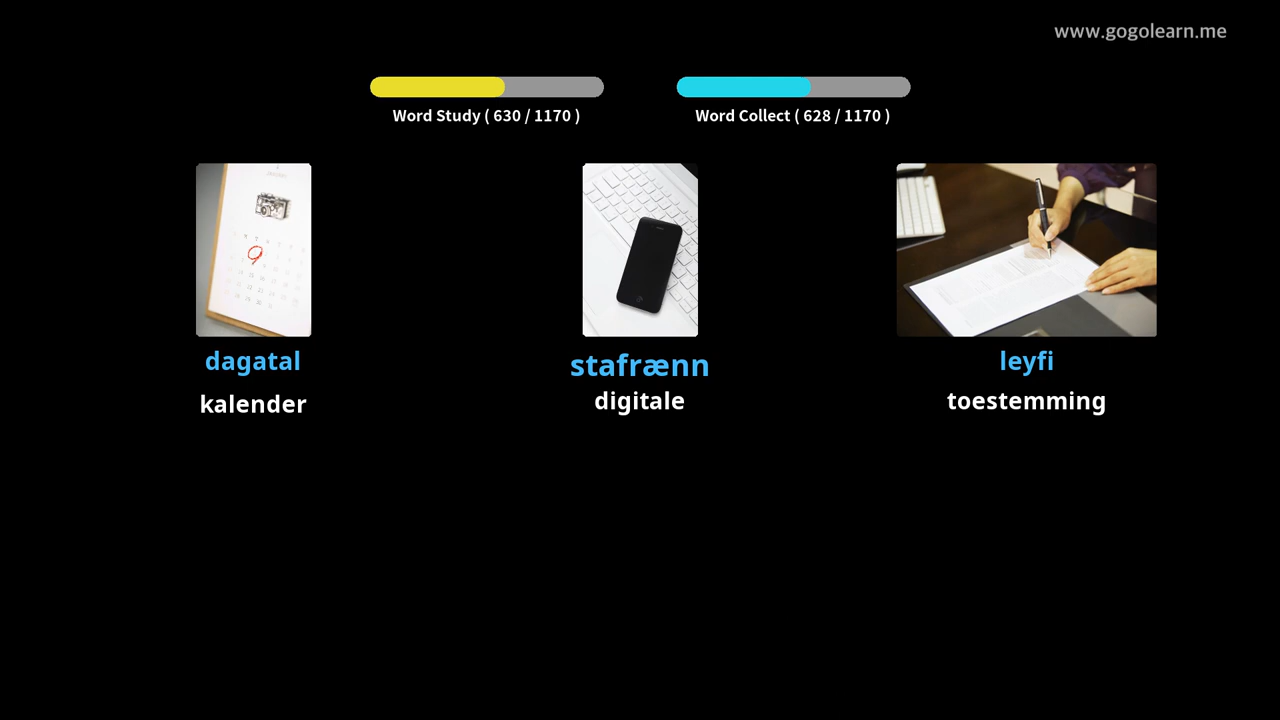 www.gogolearn.me
Word Study ( 630 / 1170 )
Word Collect ( 628 / 1170 )
dagatal
stafrænn
leyfi
kalender
digitale
toestemming